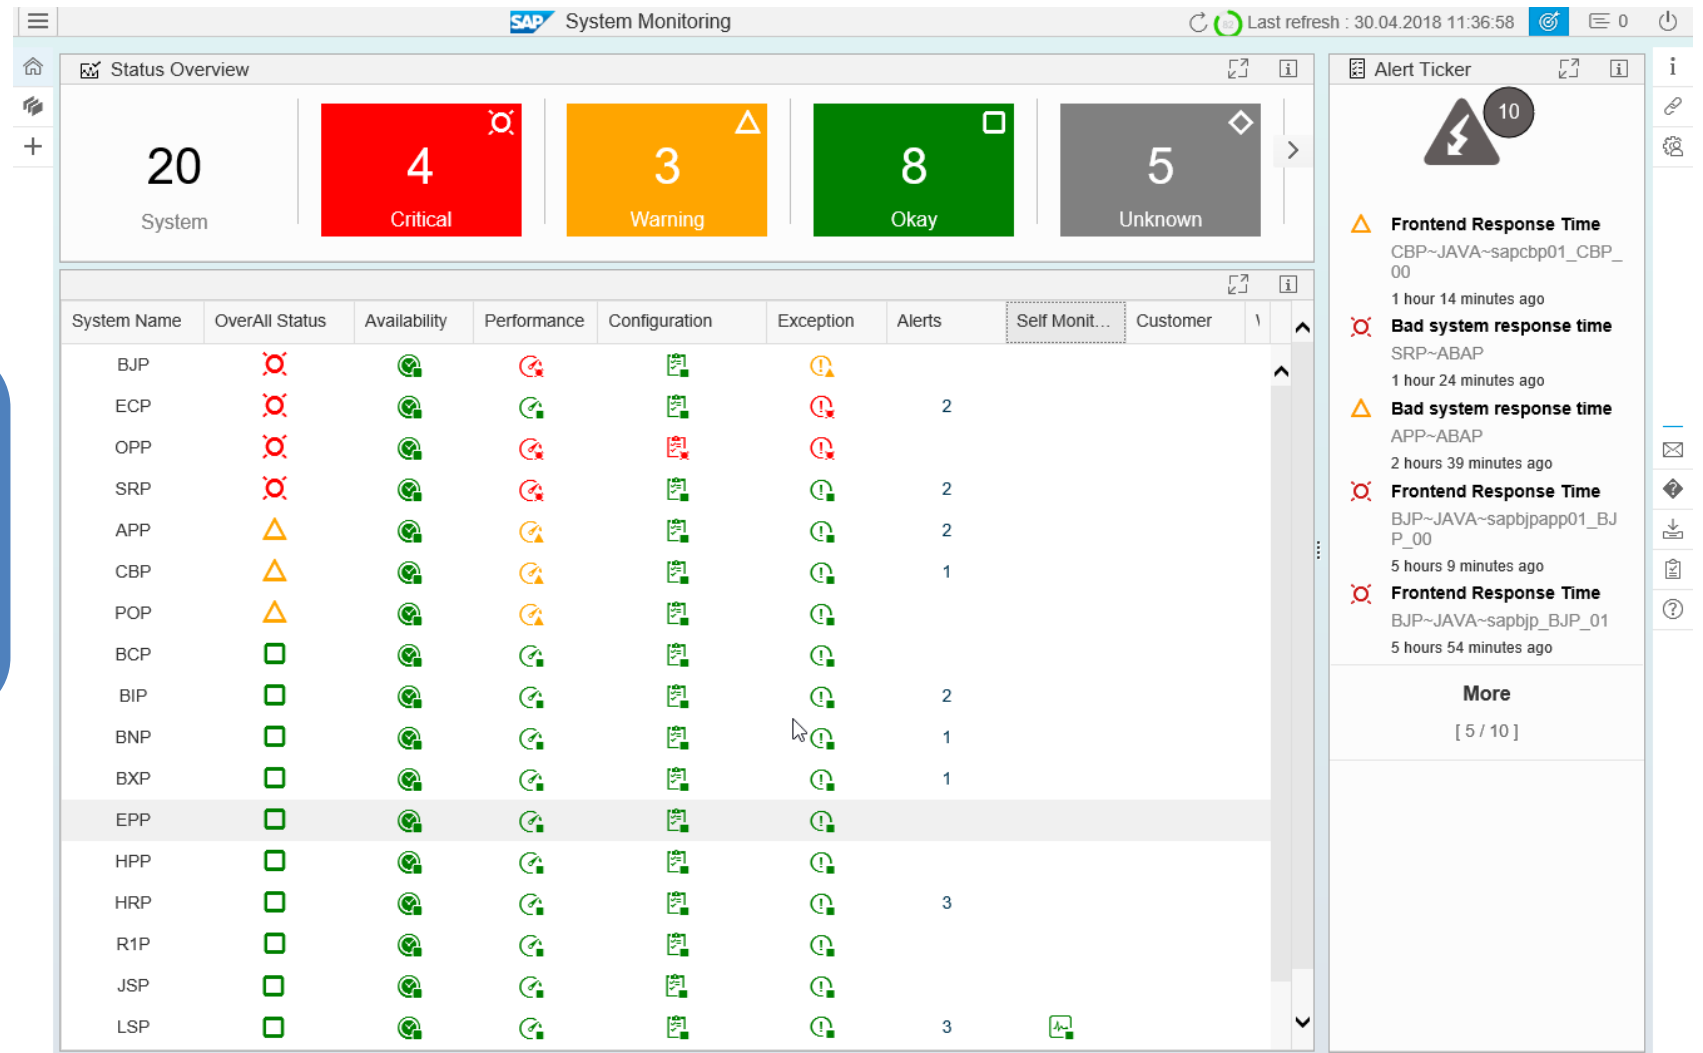 SAP System Monitoring
82 Last refresh : 30.04.2018 11:36:58 0
Status Overview
20
System
4
Critical
3
Warning
8
Okay
5
Unknown
System Name OverAll Status Availability Performance Configuration Exception Alerts Self Monit... Customer
BJP
ECP 2
OPP
SRP 2
APP 2
CBP 1
POP
BCP
BIP 2
BNP 1
BXP 1
EPP
HPP
HRP 3
R1P
JSP
LSP 3
Alert Ticker
10
Frontend Response Time
CBP~JAVA~sapcbp01_CBP_
00
1 hour 14 minutes ago
Bad system response time
SRP~ABAP
1 hour 24 minutes ago
Bad system response time
APP~ABAP
2 hours 39 minutes ago
Frontend Response Time
BJP~JAVA~sapbjpapp01_BJ
P_00
5 hours 9 minutes ago
Frontend Response Time
BJP~JAVA~sapbjp_BJP_01
5 hours 54 minutes ago
More
[ 5 / 10 ]